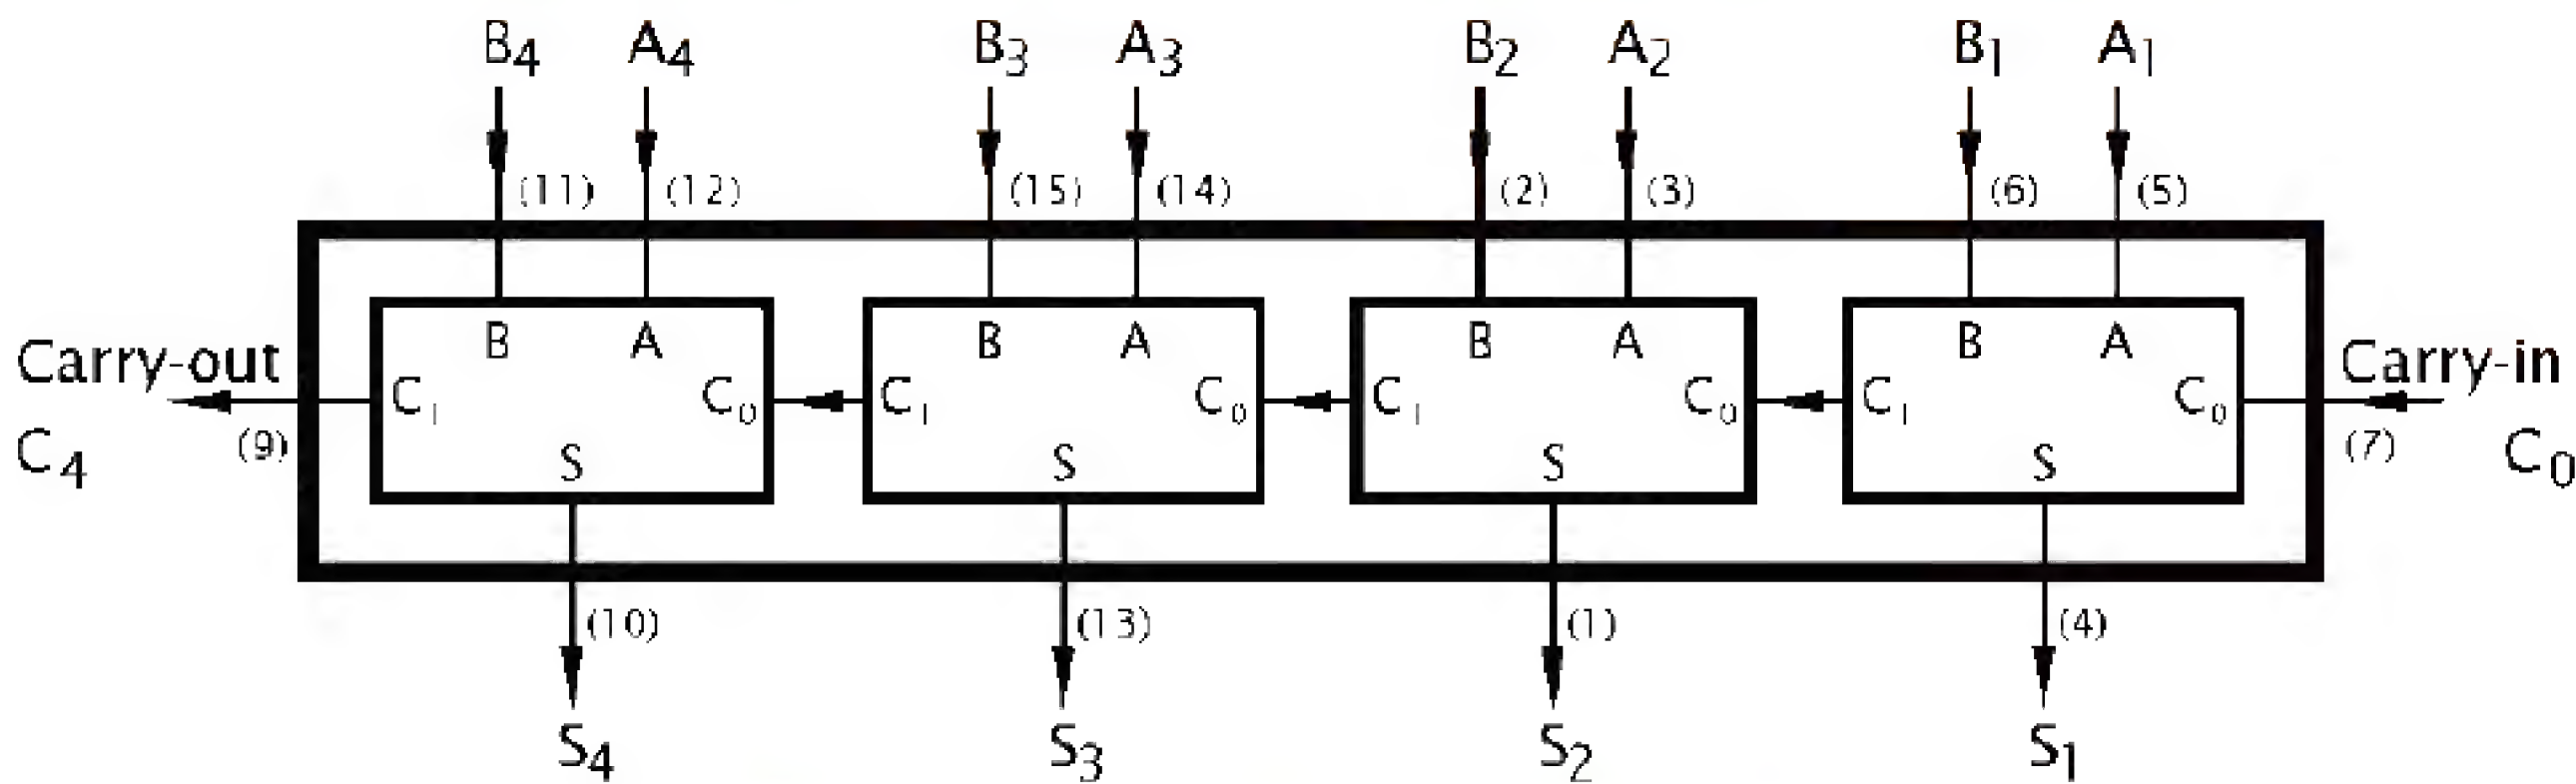 B4 A4 B3 A3 B2 A2 B1 A1
(11) (12) (15) (14) (2) (3) (6) (5)
B A B A B A B A
Carry-out Carry-in
C1 C0 C1 C0 C1 C0 C1 C0
C4 (9) (7) C0
S S S S
(10) (13) (1) (4)
S4 S3 S2 S1